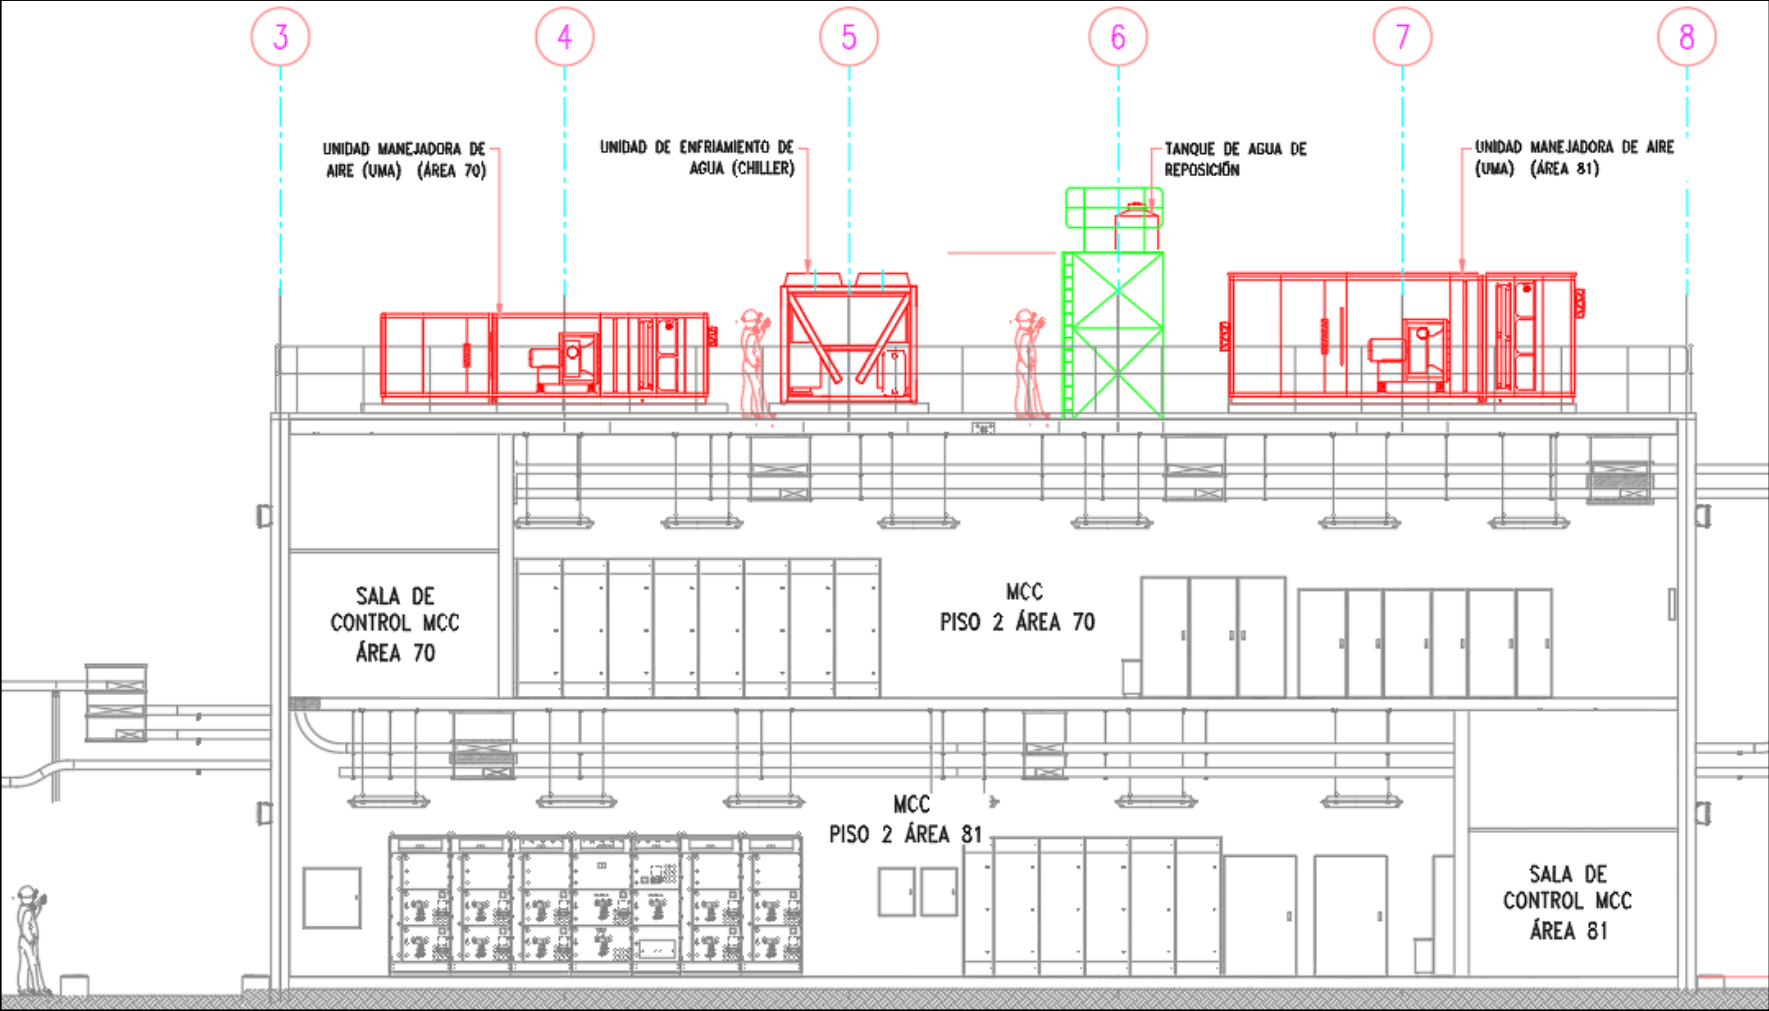 3
4
5
6
7
8
UNIDAD MANEJADORA DE
AIRE (UMA) (ÁREA 70)
UNIDAD DE ENFRIAMIENTO DE
AGUA (CHILLER)
TANQUE DE AGUA DE
REPOSICIÓN
UNIDAD MANEJADORA DE AIRE
(UMA) (ÁREA 81)
SALA DE
CONTROL MCC
ÁREA 70
MCC
PISO 2 ÁREA 70
MCC
PISO 2 ÁREA 81
SALA DE
CONTROL MCC
ÁREA 81